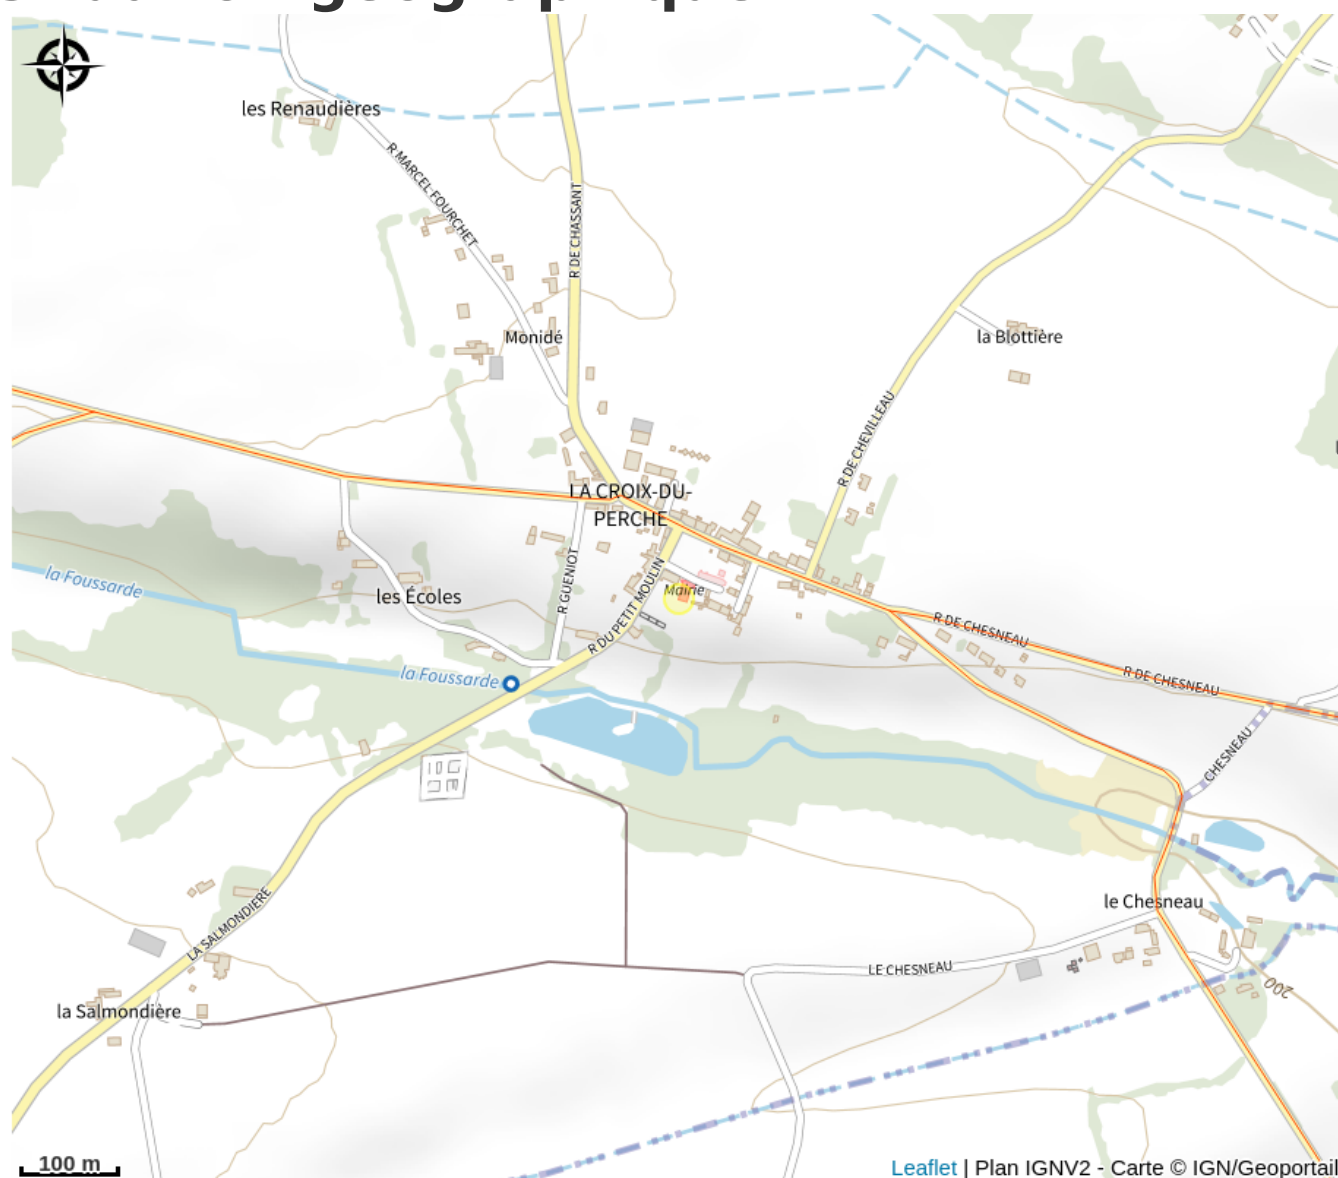 les Renaudières
R MARCEL FOURCHET
R DE CHASSANT
Monidé
la Blottière
R DE CHEVILLEAU
LA CROIX-DU-
PERCHE
la Foussarde
les Écoles
R GUENIOT
R DU PETIT MOULIN
Mairie
R DE CHESNEAU
R DE CHESNEAU
la Foussarde
CHESNEAU
LA SALMONDIERE
le Chesneau
LE CHESNEAU
200
la Salmondière
100 m
Leaflet | Plan IGNV2 - Carte © IGN/Geoportail